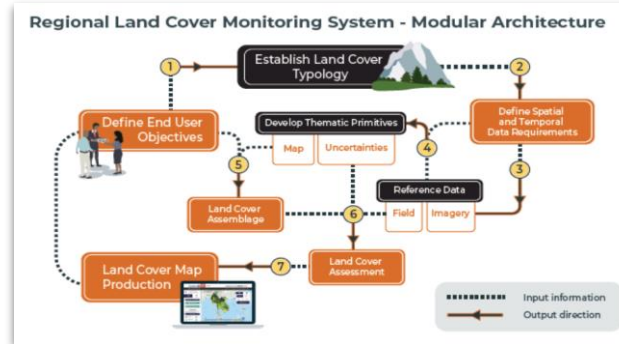 Regional Land Cover Monitoring System - Modular Architecture
1
Establish Land Cover
Typology
2
Define End User
Objectives
Develop Thematic Primitives
Map
Uncertainties
Define Spatial
and Temporal
Data Requirements
5
4
3
Land Cover
Assemblage
6
Reference Data
Field
Imagery
Land Cover Map
Production
7
Land Cover
Assessment
Input information
Output direction